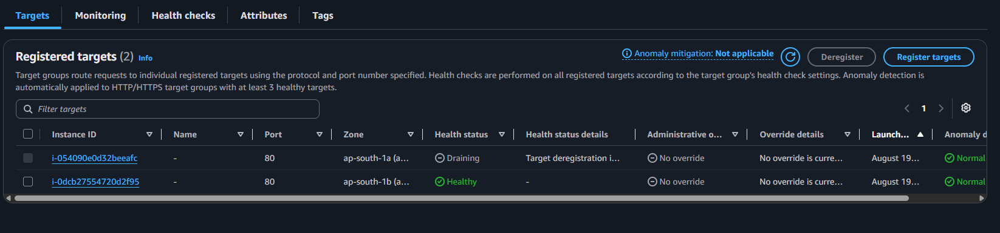 Targets Monitoring Health checks Attributes Tags
Registered targets (2) Info Anomaly mitigation: Not applicable Deregister Register targets
Target groups route requests to individual registered targets using the protocol and port number specified. Health checks are performed on all registered targets according to the target group's health check settings. Anomaly detection is
automatically applied to HTTP/HTTPS target groups with at least 3 healthy targets.
Filter targets 1
Instance ID Name Port Zone Health status Health status details Administrative o... Override details Launch... Anomaly d
i-054090e0d32beeafc - 80 ap-south-1a (a... Draining Target deregistration i... No override No override is curre... August 19... Normal
i-0dcb27554720d2f95 - 80 ap-south-1b (a... Healthy - No override No override is curre... August 19... Normal